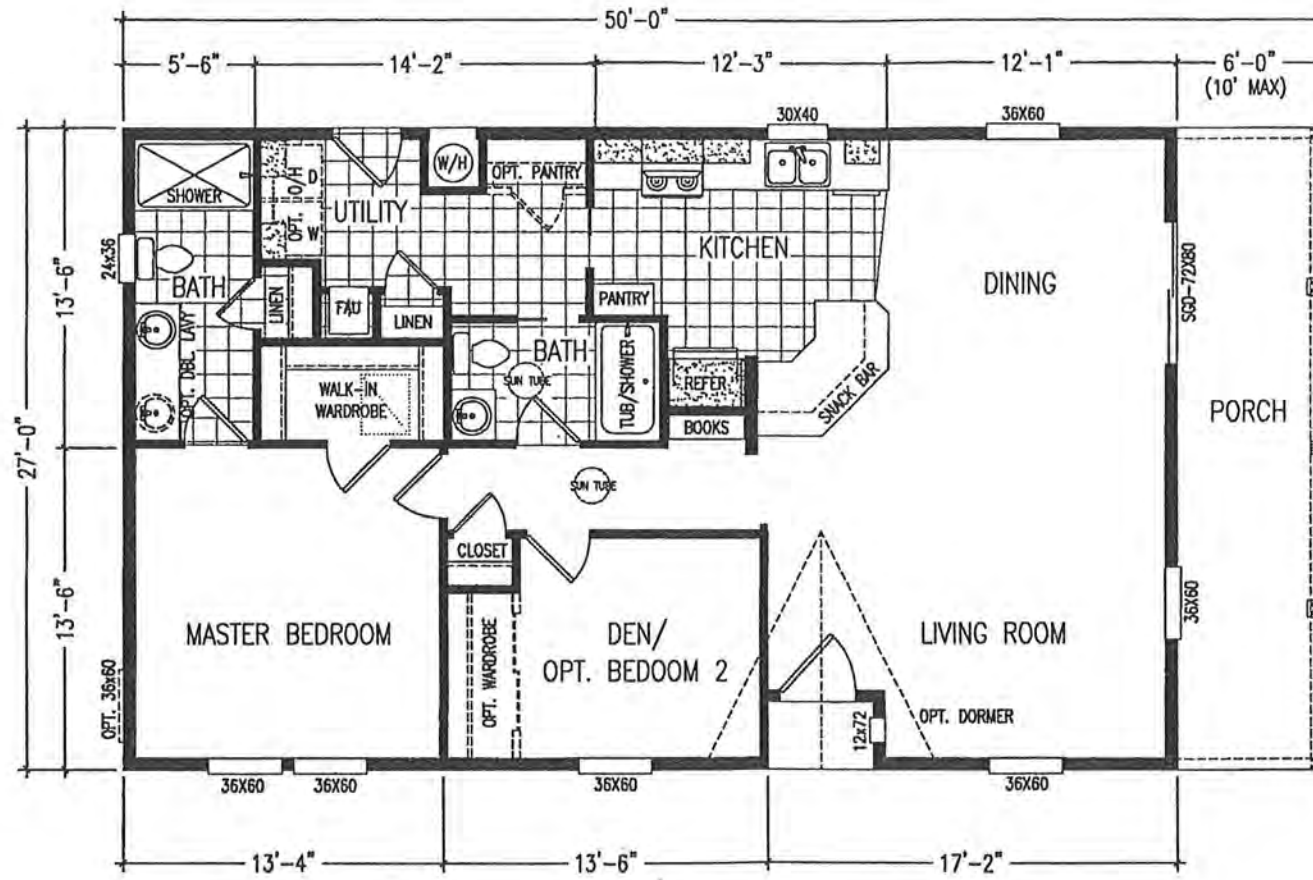 50'-0"
5'-6"
14'-2"
12'-3"
12'-1"
6'-0"
(10' MAX)
30X40
36X60
SHOWER
OPT. O/H
D
W
UTILITY
W/H
OPT. PANTRY
KITCHEN
DINING
24x36
BATH
LINEN
FAU
LINEN
PANTRY
SGD-72X80
13'-6"
OPT. DBL. LAVY
WALK-IN
WARDROBE
BATH
SUN TUBE
TUB/SHOWER
REFER
BOOKS
SNACK BAR
PORCH
27'-0"
SUN TUBE
CLOSET
13'-6"
MASTER BEDROOM
OPT. WARDROBE
DEN/
OPT. BEDOOM 2
LIVING ROOM
36X60
OPT. 36x60
12x72
OPT. DORMER
36X60
36X60
36X60
36X60
13'-4"
13'-6"
17'-2"